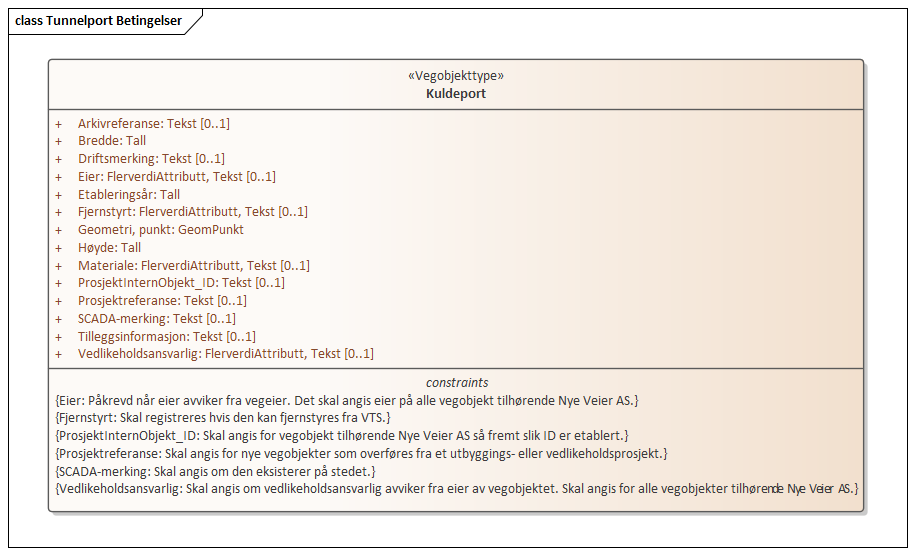 class Tunnelport Betingelser
«Vegobjekttype»
Kuldeport
+ Arkivreferanse: Tekst [0..1]
+ Bredde: Tall
+ Driftsmerking: Tekst [0..1]
+ Eier: FlerverdiAttributt, Tekst [0..1]
+ Etableringsår: Tall
+ Fjernstyrt: FlerverdiAttributt, Tekst [0..1]
+ Geometri, punkt: GeomPunkt
+ Høyde: Tall
+ Materiale: FlerverdiAttributt, Tekst [0..1]
+ ProsjektInternObjekt_ID: Tekst [0..1]
+ Prosjektreferanse: Tekst [0..1]
+ SCADA-merking: Tekst [0..1]
+ Tilleggsinformasjon: Tekst [0..1]
+ Vedlikeholdsansvarlig: FlerverdiAttributt, Tekst [0..1]
constraints
{Eier: Påkrevd når eier avviker fra vegeier. Det skal angis eier på alle vegobjekt tilhørende Nye Veier AS.}
{Fjernstyrt: Skal registreres hvis den kan fjernstyres fra VTS.}
{ProsjektInternObjekt_ID: Skal angis for vegobjekt tilhørende Nye Veier AS så fremt slik ID er etablert.}
{Prosjektreferanse: Skal angis for nye vegobjekter som overføres fra et utbyggings- eller vedlikeholdsprosjekt.}
{SCADA-merking: Skal angis om den eksisterer på stedet.}
{Vedlikeholdsansvarlig: Skal angis om vedlikeholdsansvarlig avviker fra eier av vegobjektet. Skal angis for alle vegobjekter tilhørende Nye Veier AS.}